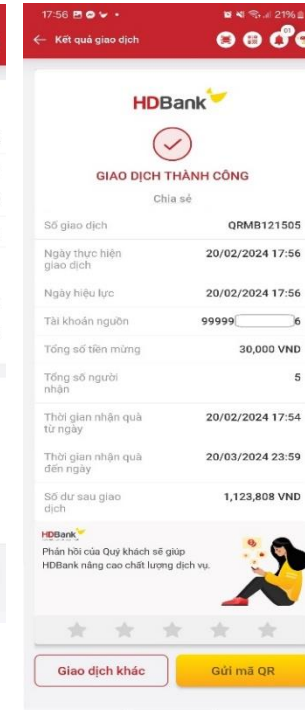 17:56
21%
Kết quả giao dịch
01
HDBank
GIAO DỊCH THÀNH CÔNG
Chia sẻ
Số giao dịch QRMB121505
Ngày thực hiện giao dịch 20/02/2024 17:56
Ngày hiệu lực 20/02/2024 17:56
Tài khoản nguồn 99999 6
Tổng số tiền mừng 30,000 VND
Tổng số người nhận 5
Thời gian nhận quà từ ngày 20/02/2024 17:54
Thời gian nhận quà đến ngày 20/03/2024 23:59
Số dư sau giao dịch 1,123,808 VND
HDBank
Phản hồi của Quý khách sẽ giúp
HDBank nâng cao chất lượng dịch vụ.
Giao dịch khác Gửi mã QR